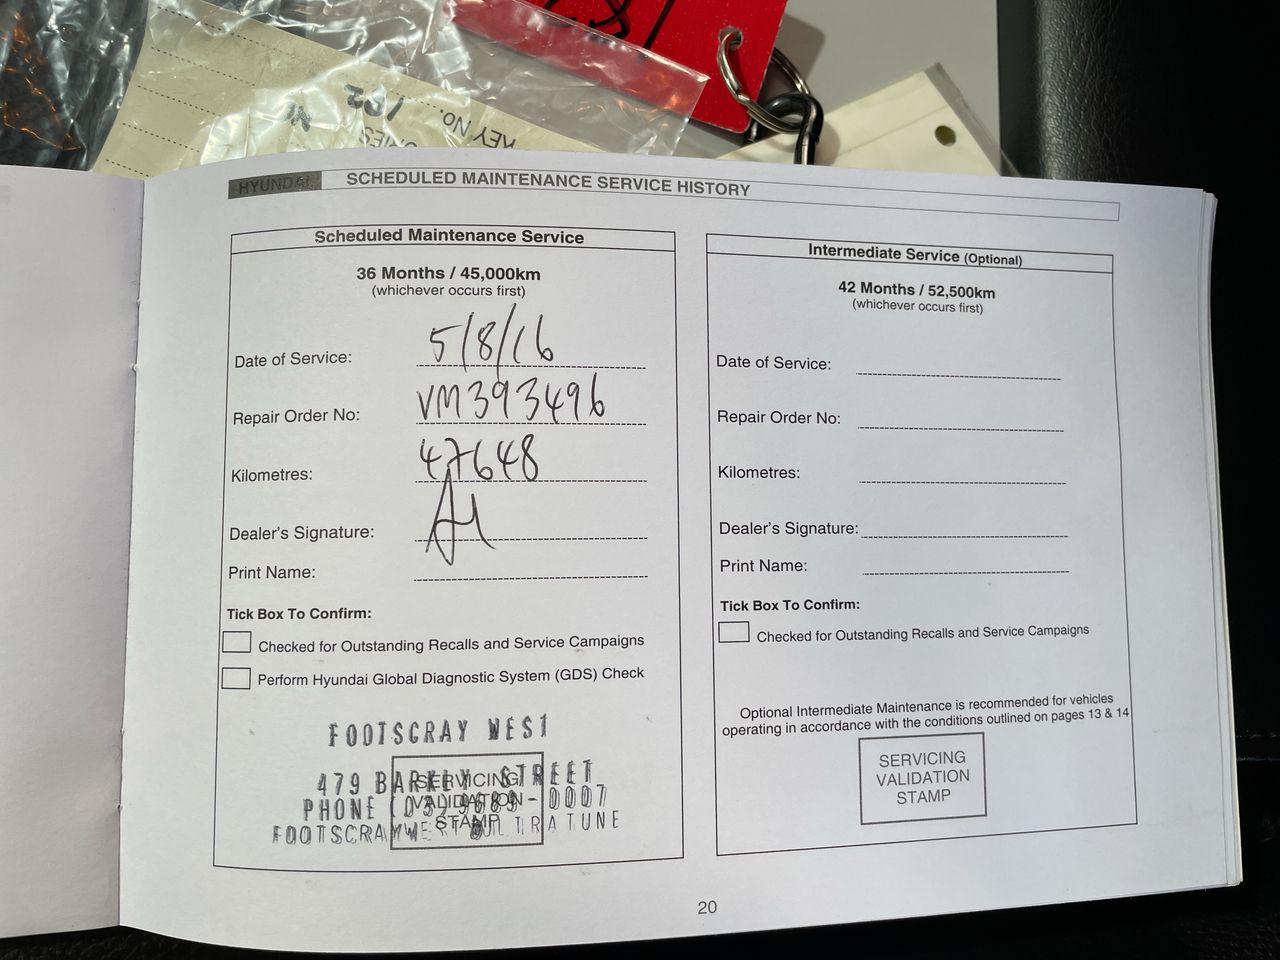 KEY No.
102
HYUNDAI
SCHEDULED MAINTENANCE SERVICE HISTORY
Scheduled Maintenance Service
36 Months / 45,000km
(whichever occurs first)
Date of Service: 5/8/16
Repair Order No: VM393496
Kilometres: 47648
Dealer's Signature:
Print Name:
Tick Box To Confirm:
Checked for Outstanding Recalls and Service Campaigns
Perform Hyundai Global Diagnostic System (GDS) Check
FOOTSCRAY WEST
479 BARKLY STREET
PHONE (03) 9689-0007
FOOTSCRAY ULTRATUNE
SERVICING
VALIDATION
STAMP
Intermediate Service (Optional)
42 Months / 52,500km
(whichever occurs first)
Date of Service:
Repair Order No:
Kilometres:
Dealer's Signature:
Print Name:
Tick Box To Confirm:
Checked for Outstanding Recalls and Service Campaigns
Optional Intermediate Maintenance is recommended for vehicles
operating in accordance with the conditions outlined on pages 13 & 14
SERVICING
VALIDATION
STAMP
20